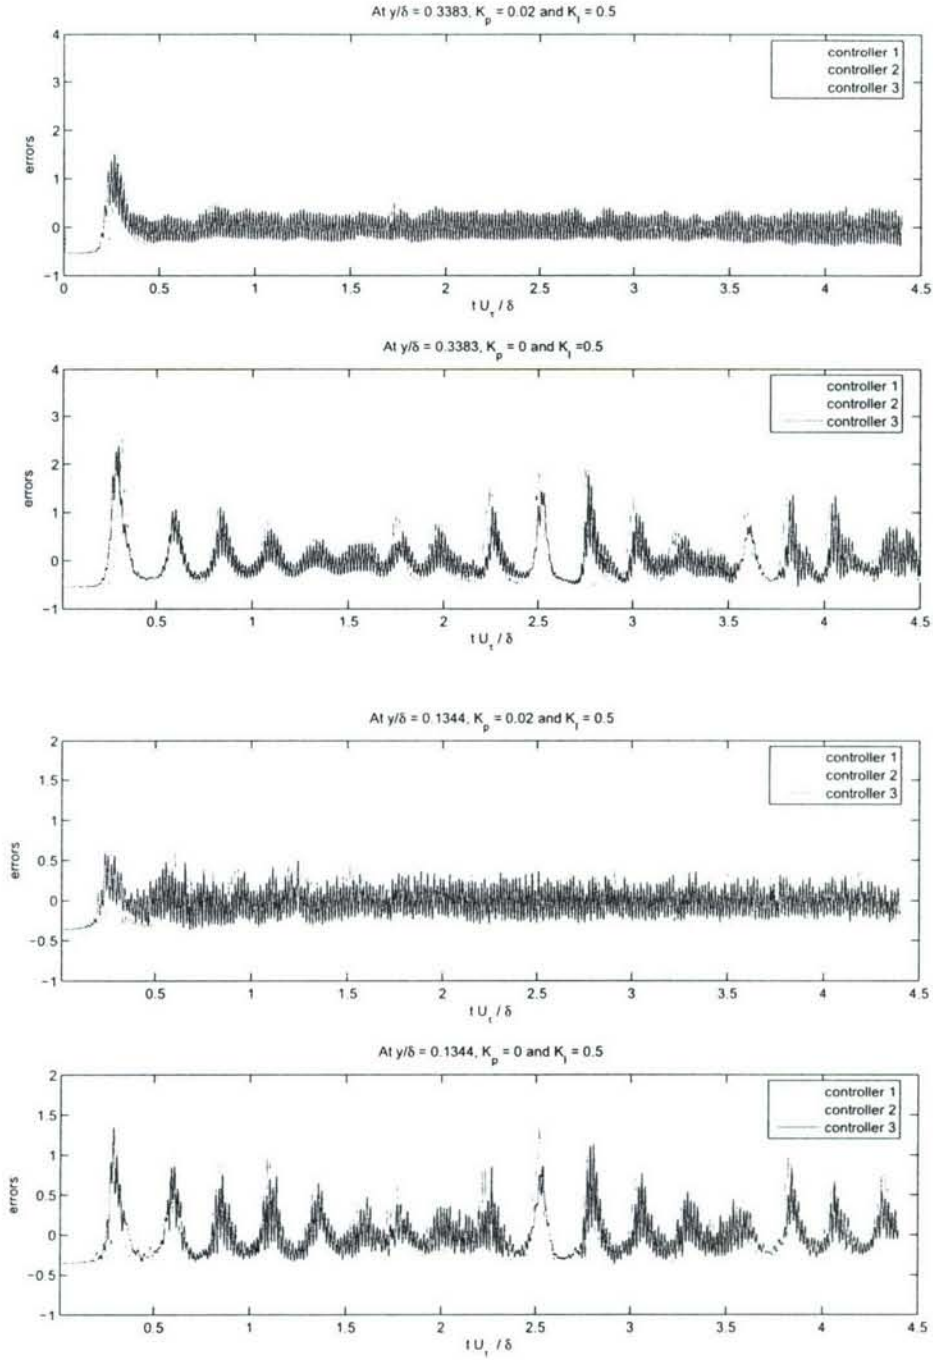 At y/δ = 0.3383, K_p = 0.02 and K_I = 0.5
4
3
2
1
0
−1
errors
controller 1
controller 2
controller 3
0 0.5 1 1.5 2 2.5 3 3.5 4 4.5
t U_τ / δ
At y/δ = 0.3383, K_p = 0 and K_I =0.5
4
3
2
1
0
−1
errors
controller 1
controller 2
controller 3
0.5 1 1.5 2 2.5 3 3.5 4 4.5
t U_τ / δ
At y/δ = 0.1344, K_p = 0.02 and K_I = 0.5
2
1.5
1
0.5
0
−0.5
−1
errors
controller 1
controller 2
controller 3
0.5 1 1.5 2 2.5 3 3.5 4 4.5
t U_τ / δ
At y/δ = 0.1344, K_p = 0 and K_I = 0.5
2
1.5
1
0.5
0
−0.5
−1
errors
controller 1
controller 2
controller 3
0.5 1 1.5 2 2.5 3 3.5 4 4.5
t U_τ / δ